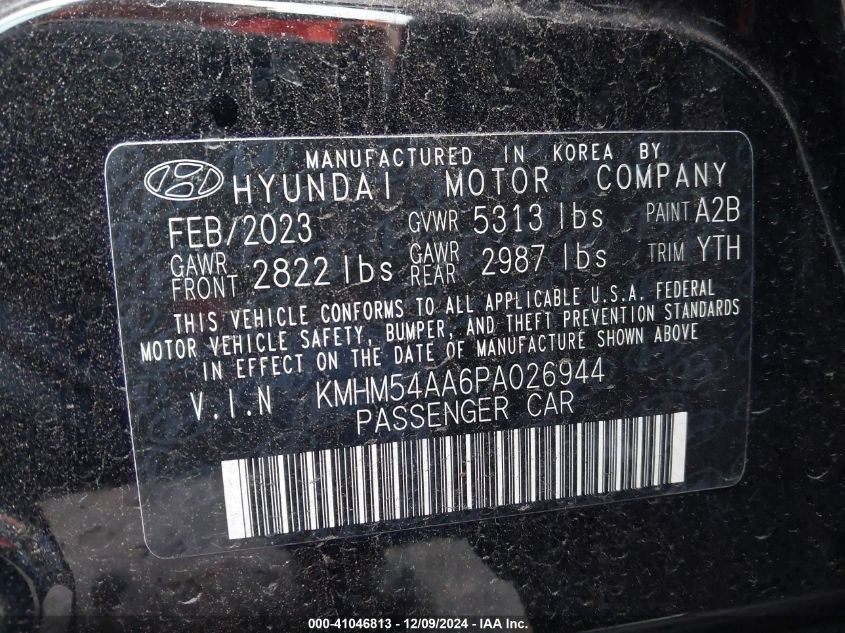 MANUFACTURED IN KOREA BY
HYUNDAI MOTOR COMPANY
FEB/2023 GVWR 5313 lbs PAINT A2B
GAWR FRONT 2822 lbs GAWR REAR 2987 lbs TRIM YTH
THIS VEHICLE CONFORMS TO ALL APPLICABLE U.S.A. FEDERAL
MOTOR VEHICLE SAFETY, BUMPER, AND THEFT PREVENTION STANDARDS
IN EFFECT ON THE DATE OF MANUFACTURE SHOWN ABOVE
V.I.N KMHM54AA6PA026944
PASSENGER CAR
000-41046813 - 12/09/2024 - IAA Inc.